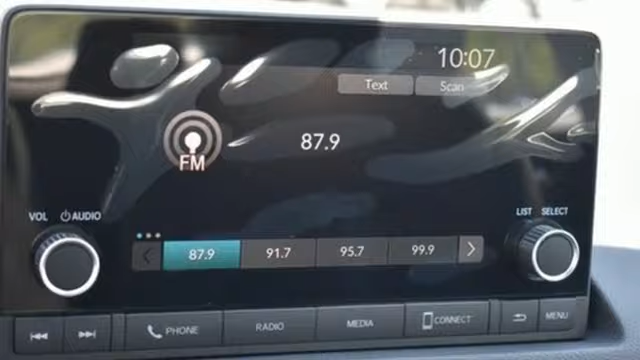 10:07
Text Scan
FM 87.9
VOL AUDIO
LIST SELECT
87.9 91.7 95.7 99.9
PHONE RADIO MEDIA CONNECT MENU